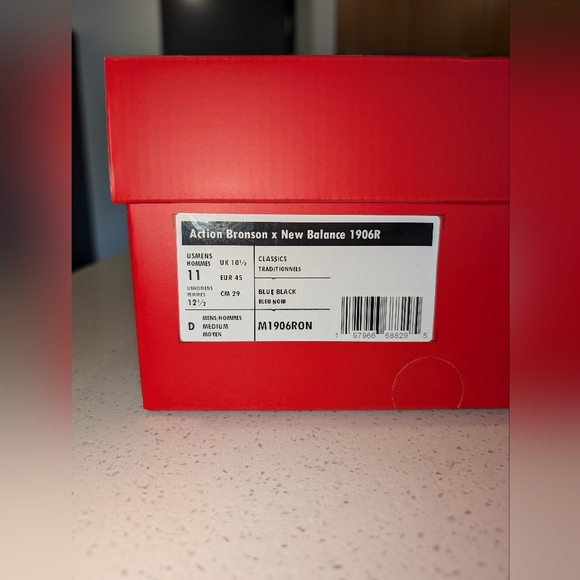 Action Bronson x New Balance 1906R
USMENS
HOMMES
11
UK 10½
EUR 45
CM 29
USWOMENS
FEMMES
12½
CLASSICS
TRADITIONNELS
BLUE BLACK
BLEU NOIR
D
MENS/HOMMES
MEDIUM
MOYEN
M1906RON
1 97966 68829 5